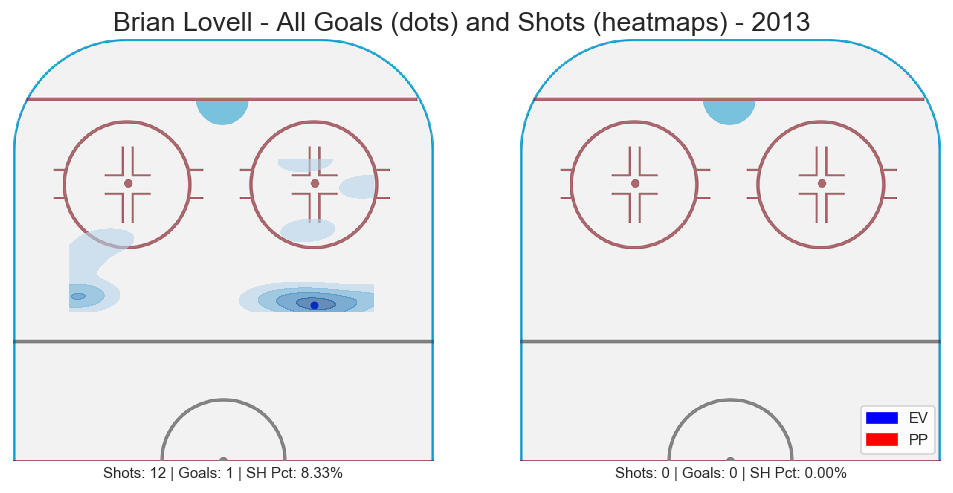 Brian Lovell - All Goals (dots) and Shots (heatmaps) - 2013
EV
PP
Shots: 12 | Goals: 1 | SH Pct: 8.33%
Shots: 0 | Goals: 0 | SH Pct: 0.00%